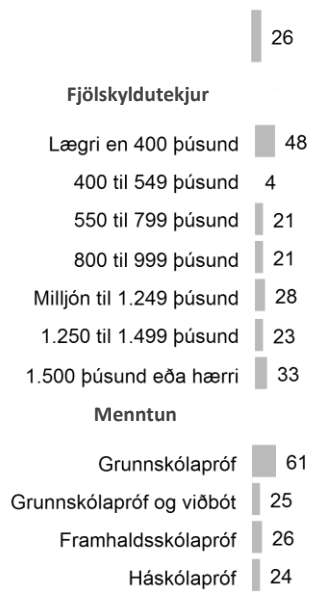 26
Fjölskyldutekjur
Lægri en 400 þúsund 48
400 til 549 þúsund 4
550 til 799 þúsund 21
800 til 999 þúsund 21
Milljón til 1.249 þúsund 28
1.250 til 1.499 þúsund 23
1.500 þúsund eða hærri 33
Menntun
Grunnskólapróf 61
Grunnskólapróf og viðbót 25
Framhaldsskólapróf 26
Háskólapróf 24